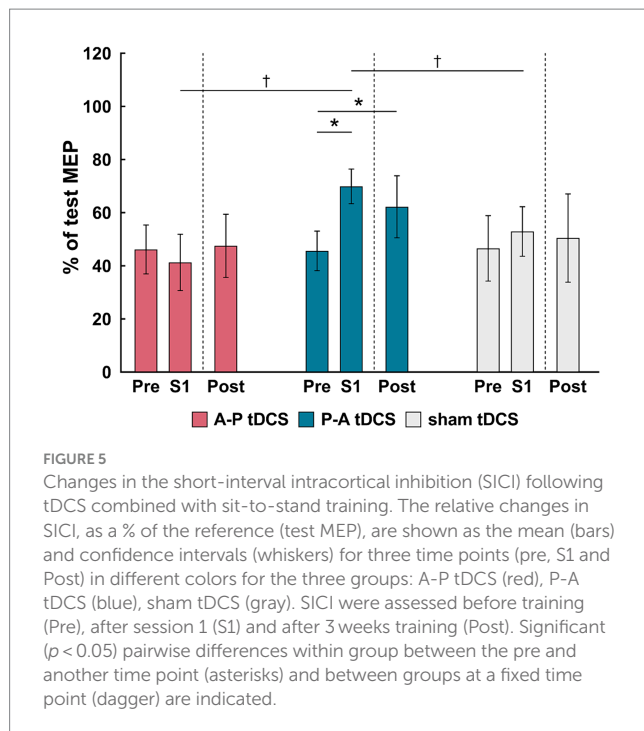 120
100
80
60
40
20
0
% of test MEP
†
†
*
*
Pre S1 Post Pre S1 Post Pre S1 Post
A-P tDCS P-A tDCS sham tDCS
FIGURE 5
Changes in the short-interval intracortical inhibition (SICI) following
tDCS combined with sit-to-stand training. The relative changes in
SICI, as a % of the reference (test MEP), are shown as the mean (bars)
and confidence intervals (whiskers) for three time points (pre, S1 and
Post) in different colors for the three groups: A-P tDCS (red), P-A
tDCS (blue), sham tDCS (gray). SICI were assessed before training
(Pre), after session 1 (S1) and after 3 weeks training (Post). Significant
(p < 0.05) pairwise differences within group between the pre and
another time point (asterisks) and between groups at a fixed time
point (dagger) are indicated.